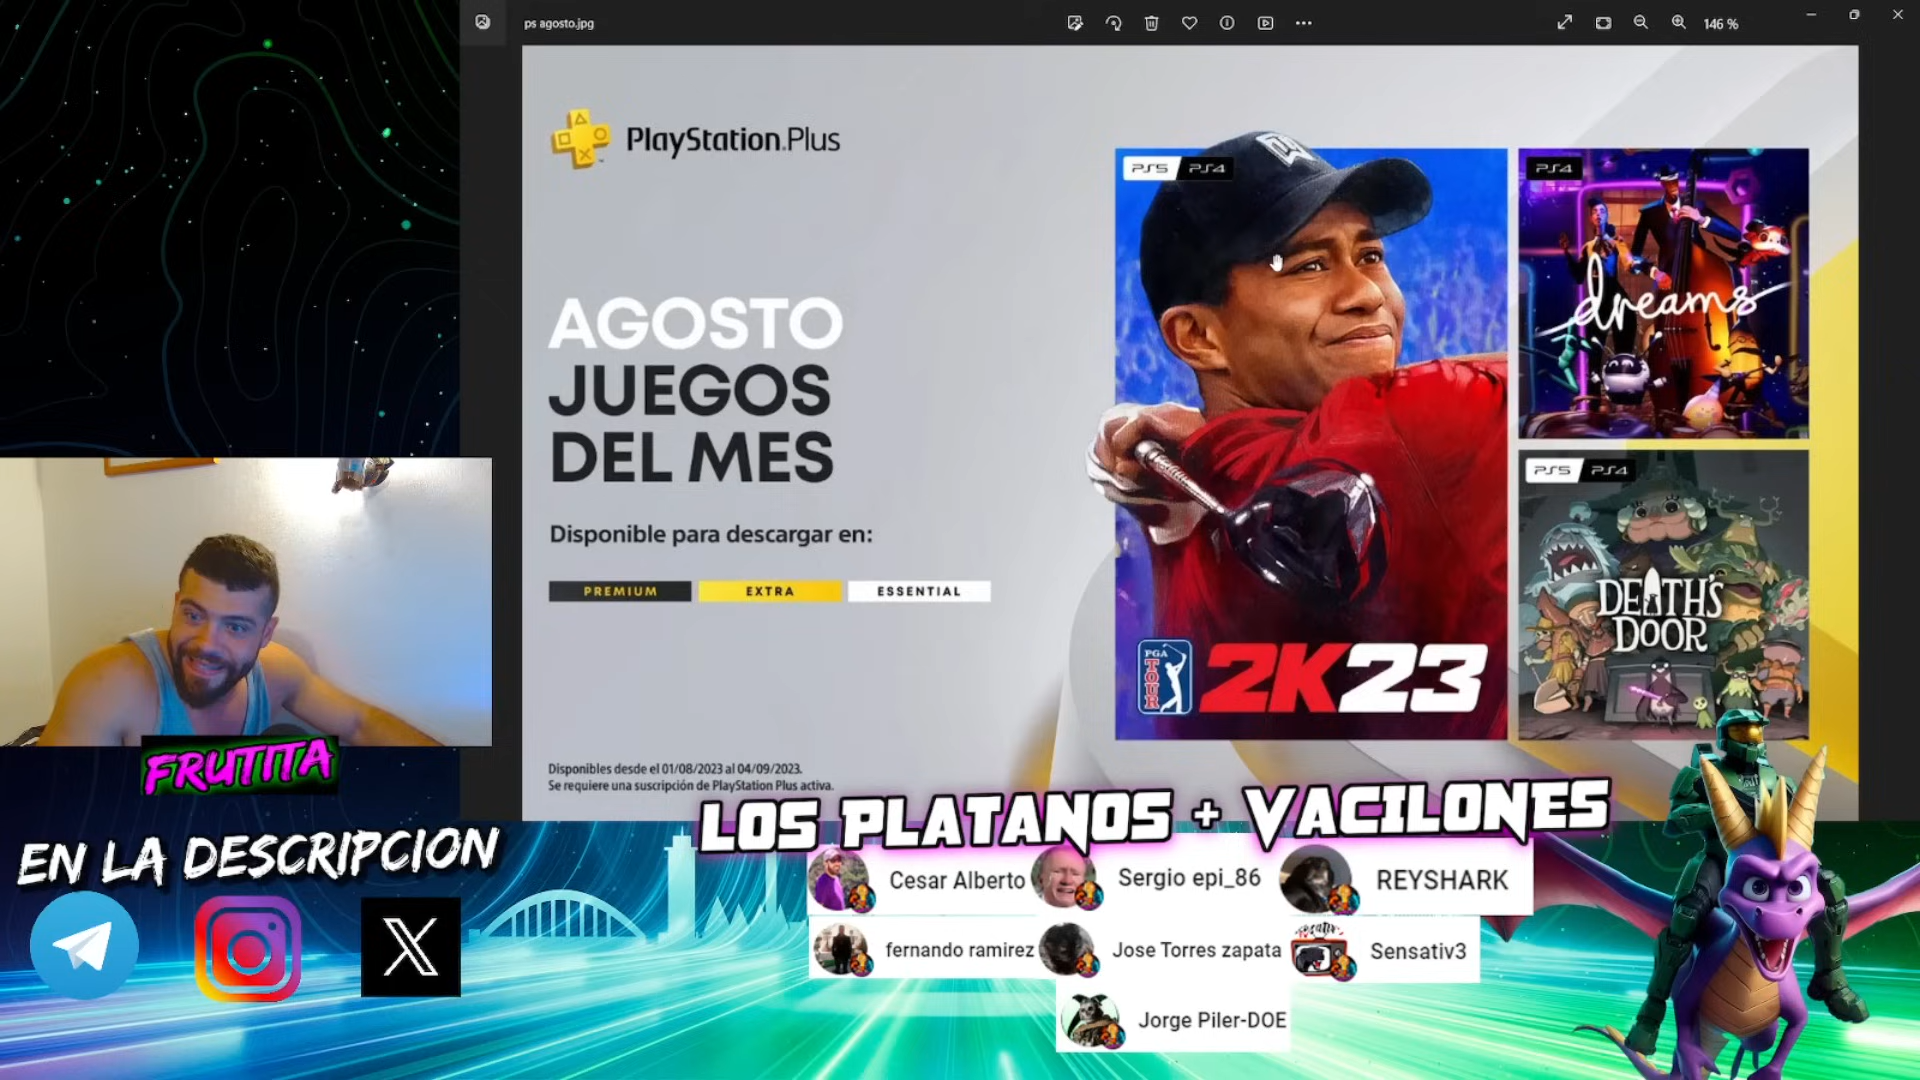 ps agosto.jpg
146 %
PlayStation.Plus
AGOSTO
JUEGOS
DEL MES
Disponible para descargar en:
PREMIUM
EXTRA
ESSENTIAL
Disponibles desde el 01/08/2023 al 04/09/2023.
Se requiere una suscripción de PlayStation Plus activa.
PS5 PS4
PGA
TOUR
2K23
PS4
dreams
PS5 PS4
DEATH'S
DOOR
FRUTITA
EN LA DESCRIPCION
LOS PLATANOS + VACILONES
Cesar Alberto
Sergio epi_86
REYSHARK
fernando ramirez
Jose Torres zapata
Sensativ3
Jorge Piler-DOE